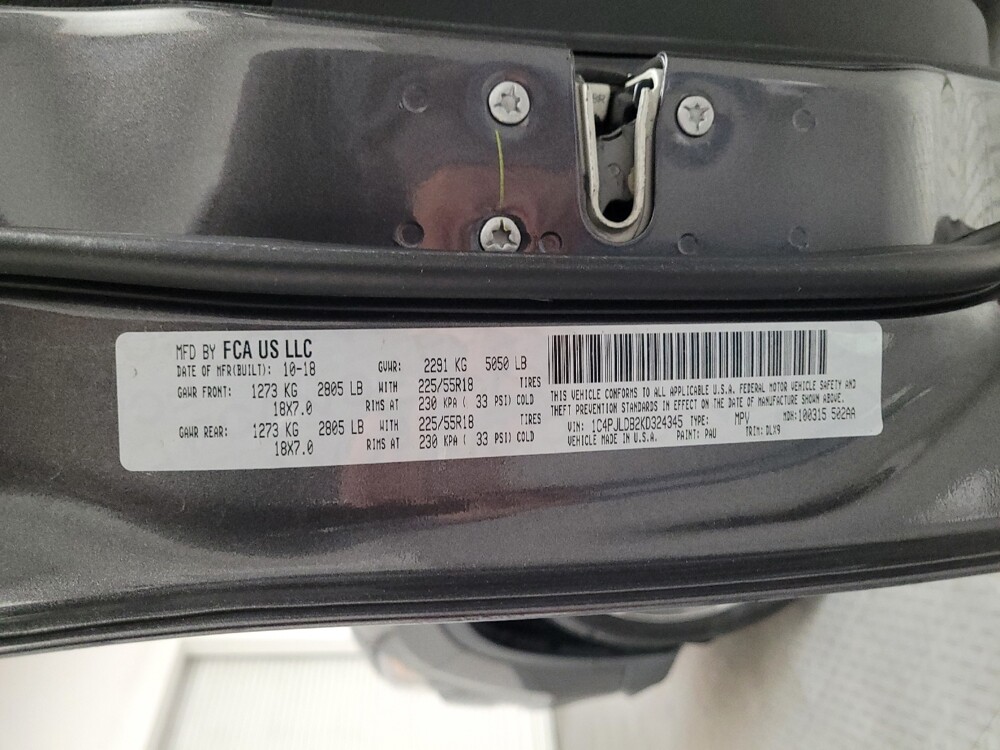 MFD BY FCA US LLC
DATE OF MFR(BUILT): 10-18 GVWR: 2291 KG 5050 LB
GAWR FRONT: 1273 KG 2805 LB WITH 225/55R18 TIRES
18X7.0 RIMS AT 230 KPA ( 33 PSI) COLD
GAWR REAR: 1273 KG 2805 LB WITH 225/55R18 TIRES
18X7.0 RIMS AT 230 KPA ( 33 PSI) COLD
THIS VEHICLE CONFORMS TO ALL APPLICABLE U.S.A. FEDERAL MOTOR VEHICLE SAFETY AND
THEFT PREVENTION STANDARDS IN EFFECT ON THE DATE OF MANUFACTURE SHOWN ABOVE.
VIN: 1C4PJLDB2KD324345 TYPE: MPV MDH:100315 502AA
VEHICLE MADE IN U.S.A. PAINT: PAU TRIM: DLX9